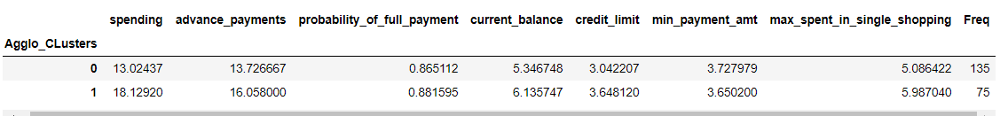 spending advance_payments probability_of_full_payment current_balance credit_limit min_payment_amt max_spent_in_single_shopping Freq
Agglo_CLusters
0 13.02437 13.726667 0.865112 5.346748 3.042207 3.727979 5.086422 135
1 18.12920 16.058000 0.881595 6.135747 3.648120 3.650200 5.987040 75